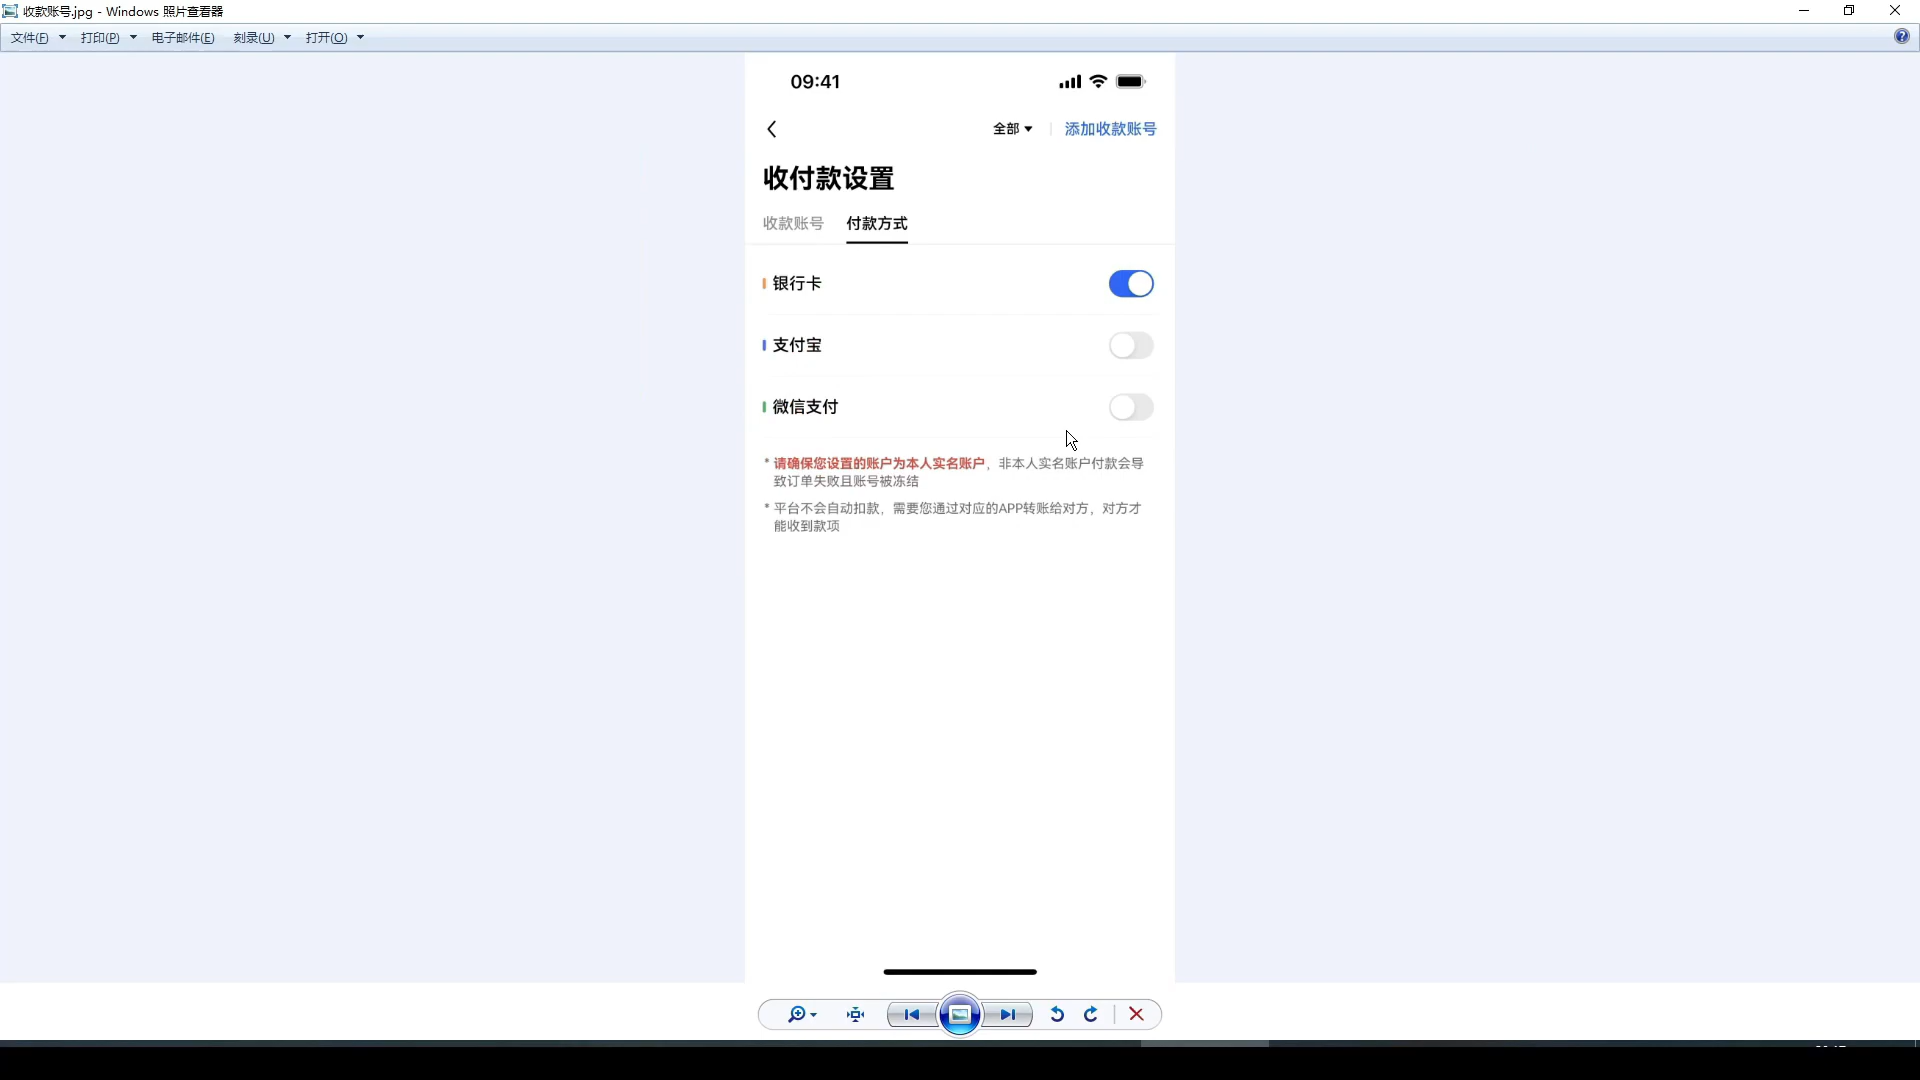 收款账号.jpg - Windows 照片查看器
文件(F) 打印(P) 电子邮件(E) 刻录(U) 打开(O)
09:41
全部 添加收款账号
收付款设置
收款账号 付款方式
银行卡
支付宝
微信支付
* 请确保您设置的账户为本人实名账户，非本人实名账户付款会导
致订单失败且账号被冻结
* 平台不会自动扣款，需要您通过对应的APP转账给对方，对方才
能收到款项